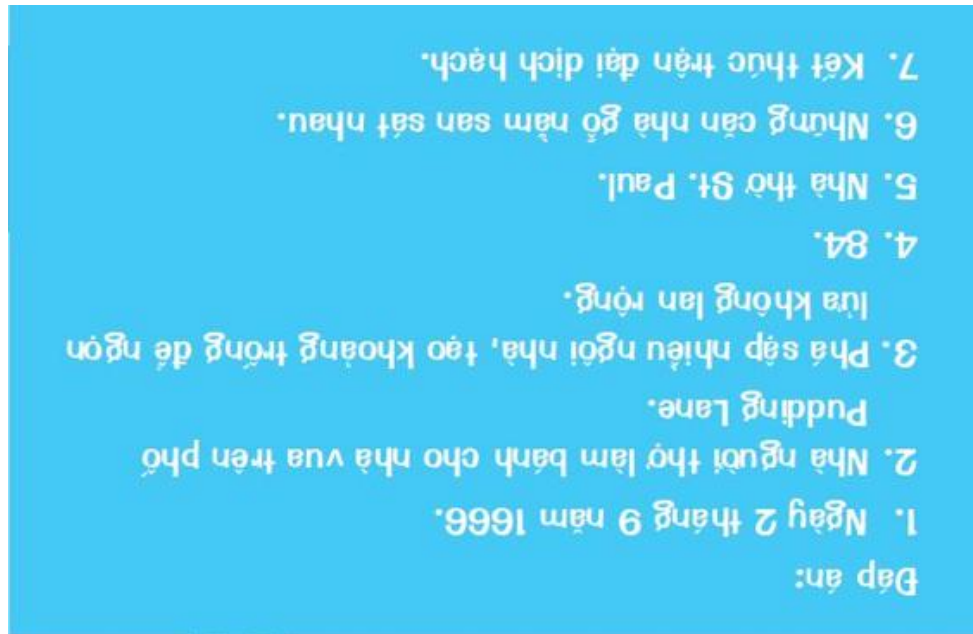 Đáp án:
1. Ngày 2 tháng 9 năm 1666.
2. Nhà người thợ làm bánh cho nhà vua trên phố
Pudding Lane.
3. Phá sập nhiều ngôi nhà, tạo khoảng trống để ngọn
lửa không lan rộng.
4. 84.
5. Nhà thờ St. Paul.
6. Những căn nhà gỗ nằm san sát nhau.
7. Kết thúc trận đại dịch hạch.